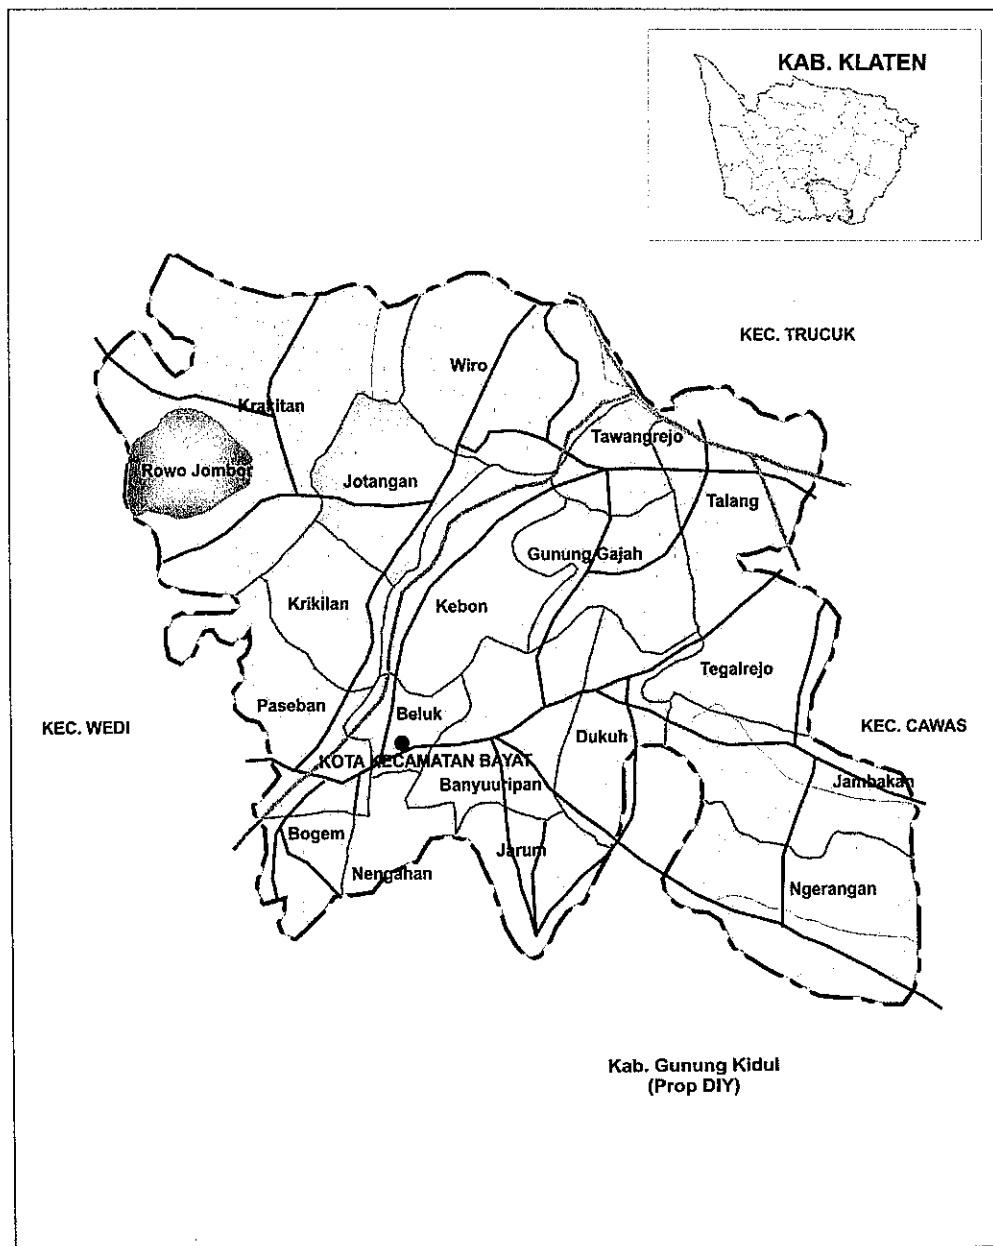 KAB. KLATEN
KEC. TRUCUK
Wiro
Krakitan
Tawangrejo
Rowo Jombor
Jotangan
Talang
Gunung Gajah
Krikilan
Kebon
Tegalrejo
Paseban
Beluk
KEC. WEDI
KEC. CAWAS
Dukuh
KOTA KECAMATAN BAYAT
Banyuuripan
Jambakan
Bogem
Jarum
Nengahan
Ngerangan
Kab. Gunung Kidul
(Prop DIY)